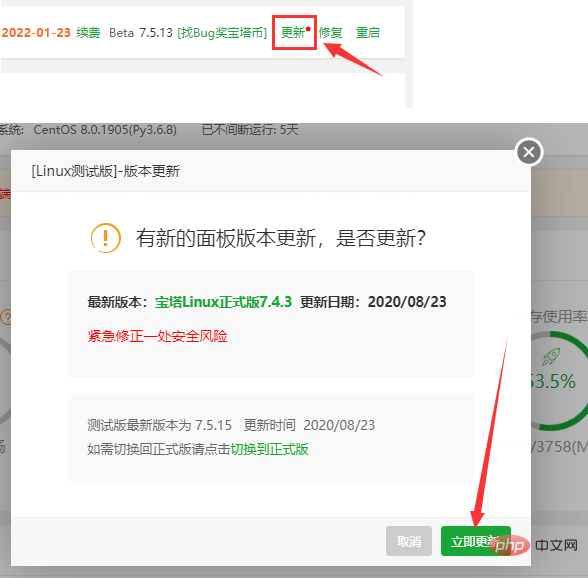 2022-01-23 续费 Beta 7.5.13 [找Bug奖宝塔币] 更新 修复 重启
系统: CentOS 8.0.1905(Py3.6.8) 已不间断运行: 5天
[Linux测试版]-版本更新
! 有新的面板版本更新，是否更新?
端
最新版本：宝塔Linux正式版7.4.3 更新日期：2020/08/23
紧急修正一处安全风险
?
存使用率
53.5%
测试版最新版本为 7.5.15 更新时间 2020/08/23
如需切换回正式版请点击切换到正式版
/3758(M
取消 立即更新
php 中文网